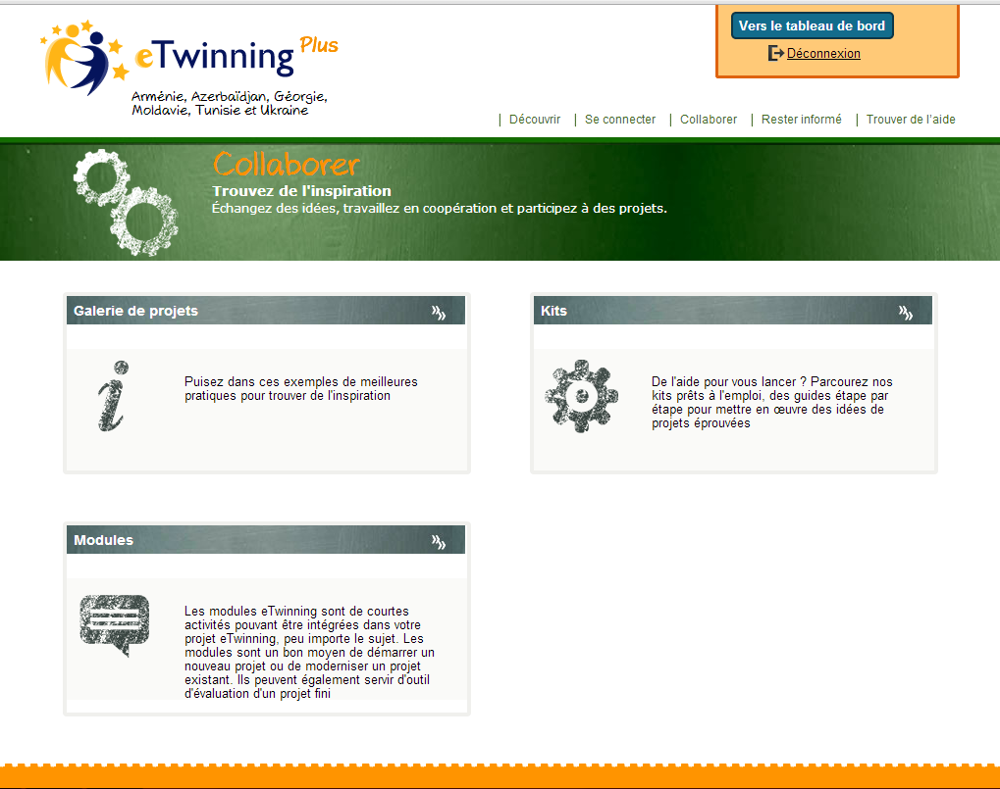 eTwinning Plus
Arménie, Azerbaïdjan, Géorgie,
Moldavie, Tunisie et Ukraine
Vers le tableau de bord
Déconnexion
| Découvrir | Se connecter | Collaborer | Rester informé | Trouver de l'aide
Collaborer
Trouvez de l'inspiration
Échangez des idées, travaillez en coopération et participez à des projets.
Galerie de projets
Puisez dans ces exemples de meilleures
pratiques pour trouver de l'inspiration
Kits
De l'aide pour vous lancer ? Parcourez nos
kits prêts à l'emploi, des guides étape par
étape pour mettre en œuvre des idées de
projets éprouvées
Modules
Les modules eTwinning sont de courtes
activités pouvant être intégrées dans votre
projet eTwinning, peu importe le sujet. Les
modules sont un bon moyen de démarrer un
nouveau projet ou de moderniser un projet
existant. Ils peuvent également servir d'outil
d'évaluation d'un projet fini